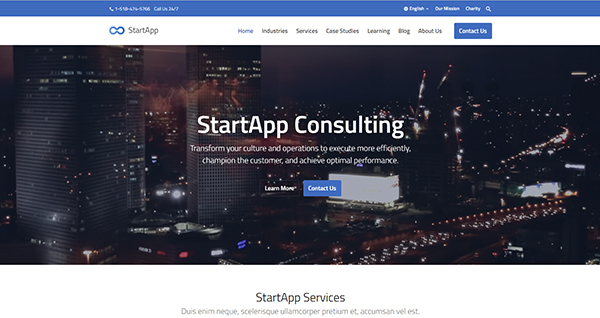 1-518-474-5766 Call Us 24/7 English Our Mission Charity
StartApp Home Industries Services Case Studies Learning Blog About Us Contact Us
StartApp Consulting
Transform your culture and operations to execute more efficiently,
champion the customer, and achieve optimal performance.
Learn More Contact Us
StartApp Services
Duis enim neque, scelerisque ullamcorper pretium et, accumsan vel est.